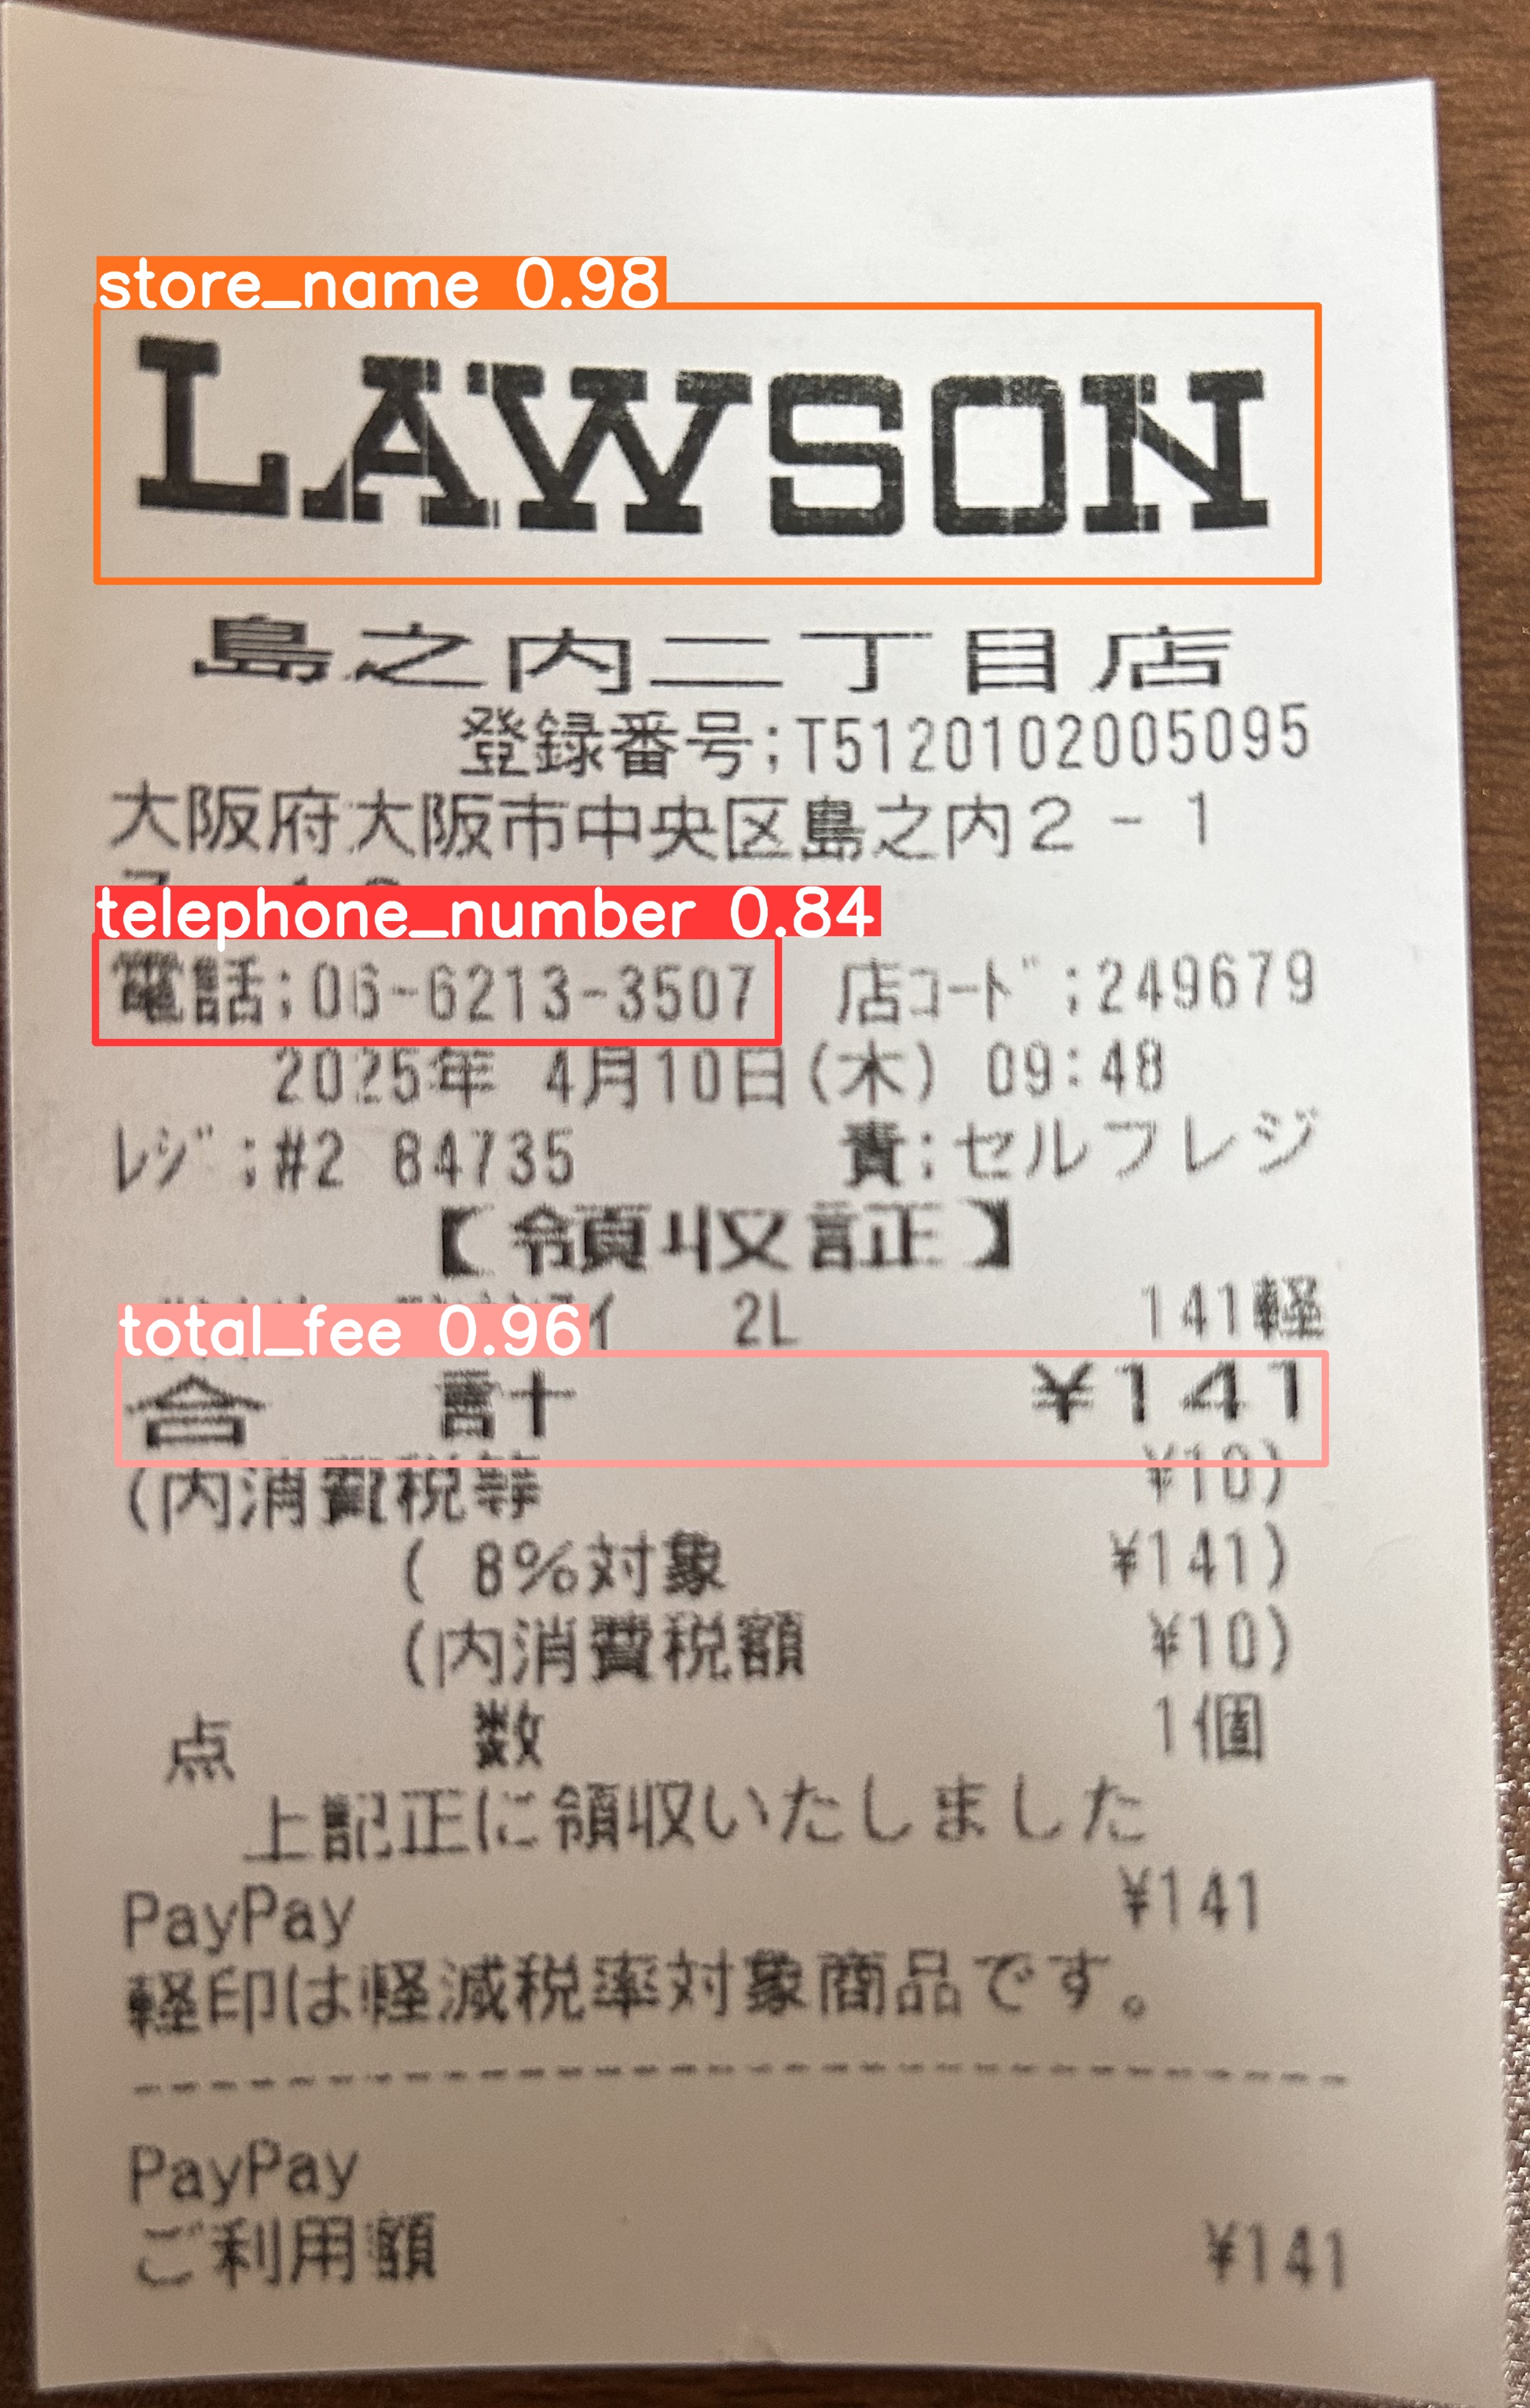 store_name 0.98
LAWSON
島之内二丁目店
登録番号;T5120102005095
大阪府大阪市中央区島之内2-1
telephone_number 0.84
電話;06-6213-3507 店コード;249679
2025年 4月10日(木) 09:48
レジ;#2 84735 責:セルフレジ
【領収証】
total_fee 0.96 2L 141軽
合 計 ¥141
(内消費税等 ¥10)
( 8%対象 ¥141)
(内消費税額 ¥10)
点 数 1個
上記正に領収いたしました
PayPay ¥141
軽印は軽減税率対象商品です。
PayPay
ご利用額 ¥141